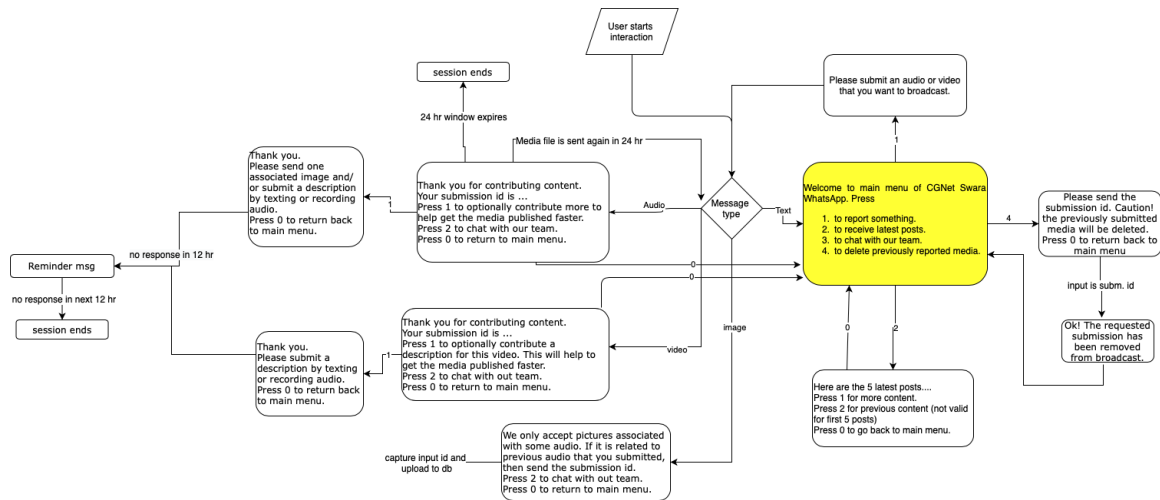 User starts
interaction
session ends
Please submit an audio or video
that you want to broadcast.
24 hr window expires
Media file is sent again in 24 hr
1
Thank you.
Please send one
associated image and/
or submit a description
by texting or recording
audio.
Press 0 to return back
to main menu.
1
Thank you for contributing content.
Your submission id is ...
Press 1 to optionally contribute more to
help get the media published faster.
Press 2 to chat with our team.
Press 0 to return to main menu.
Audio
Message
type
Text
Welcome to main menu of CGNet Swara
WhatsApp. Press
1. to report something.
2. to receive latest posts.
3. to chat with our team.
4. to delete previously reported media.
4
Please send the
submission id. Caution!
the previously submitted
media will be deleted.
Press 0 to return back to
main menu
no response in 12 hr
Reminder msg
0
0
input is subm. id
no response in next 12 hr
session ends
Thank you.
Please submit a
description by texting
or recording audio.
Press 0 to return back
to main menu.
1
Thank you for contributing content.
Your submission id is ...
Press 1 to optionally contribute a
description for this video. This will help to
get the media published faster.
Press 2 to chat with out team.
Press 0 to return to main menu.
video
image
0
2
Ok! The requested
submission has
been removed
from broadcast.
Here are the 5 latest posts....
Press 1 for more content.
Press 2 for previous content (not valid
for first 5 posts)
Press 0 to go back to main menu.
capture input id and
upload to db
We only accept pictures associated
with some audio. If it is related to
previous audio that you submitted,
then send the submission id.
Press 2 to chat with out team.
Press 0 to return to main menu.